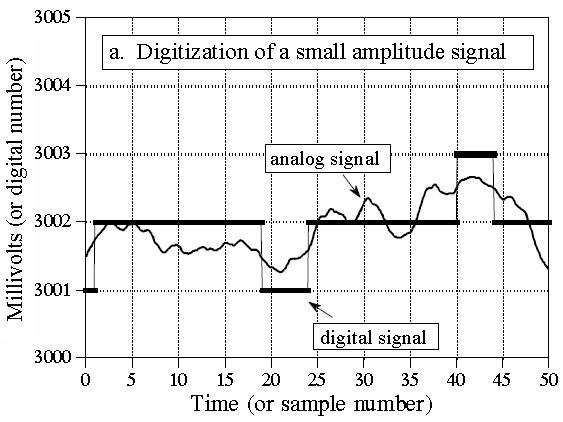 a. Digitization of a small amplitude signal
Millivolts (or digital number)
3005
3004
3003
3002
3001
3000
analog signal
digital signal
0 5 10 15 20 25 30 35 40 45 50
Time (or sample number)